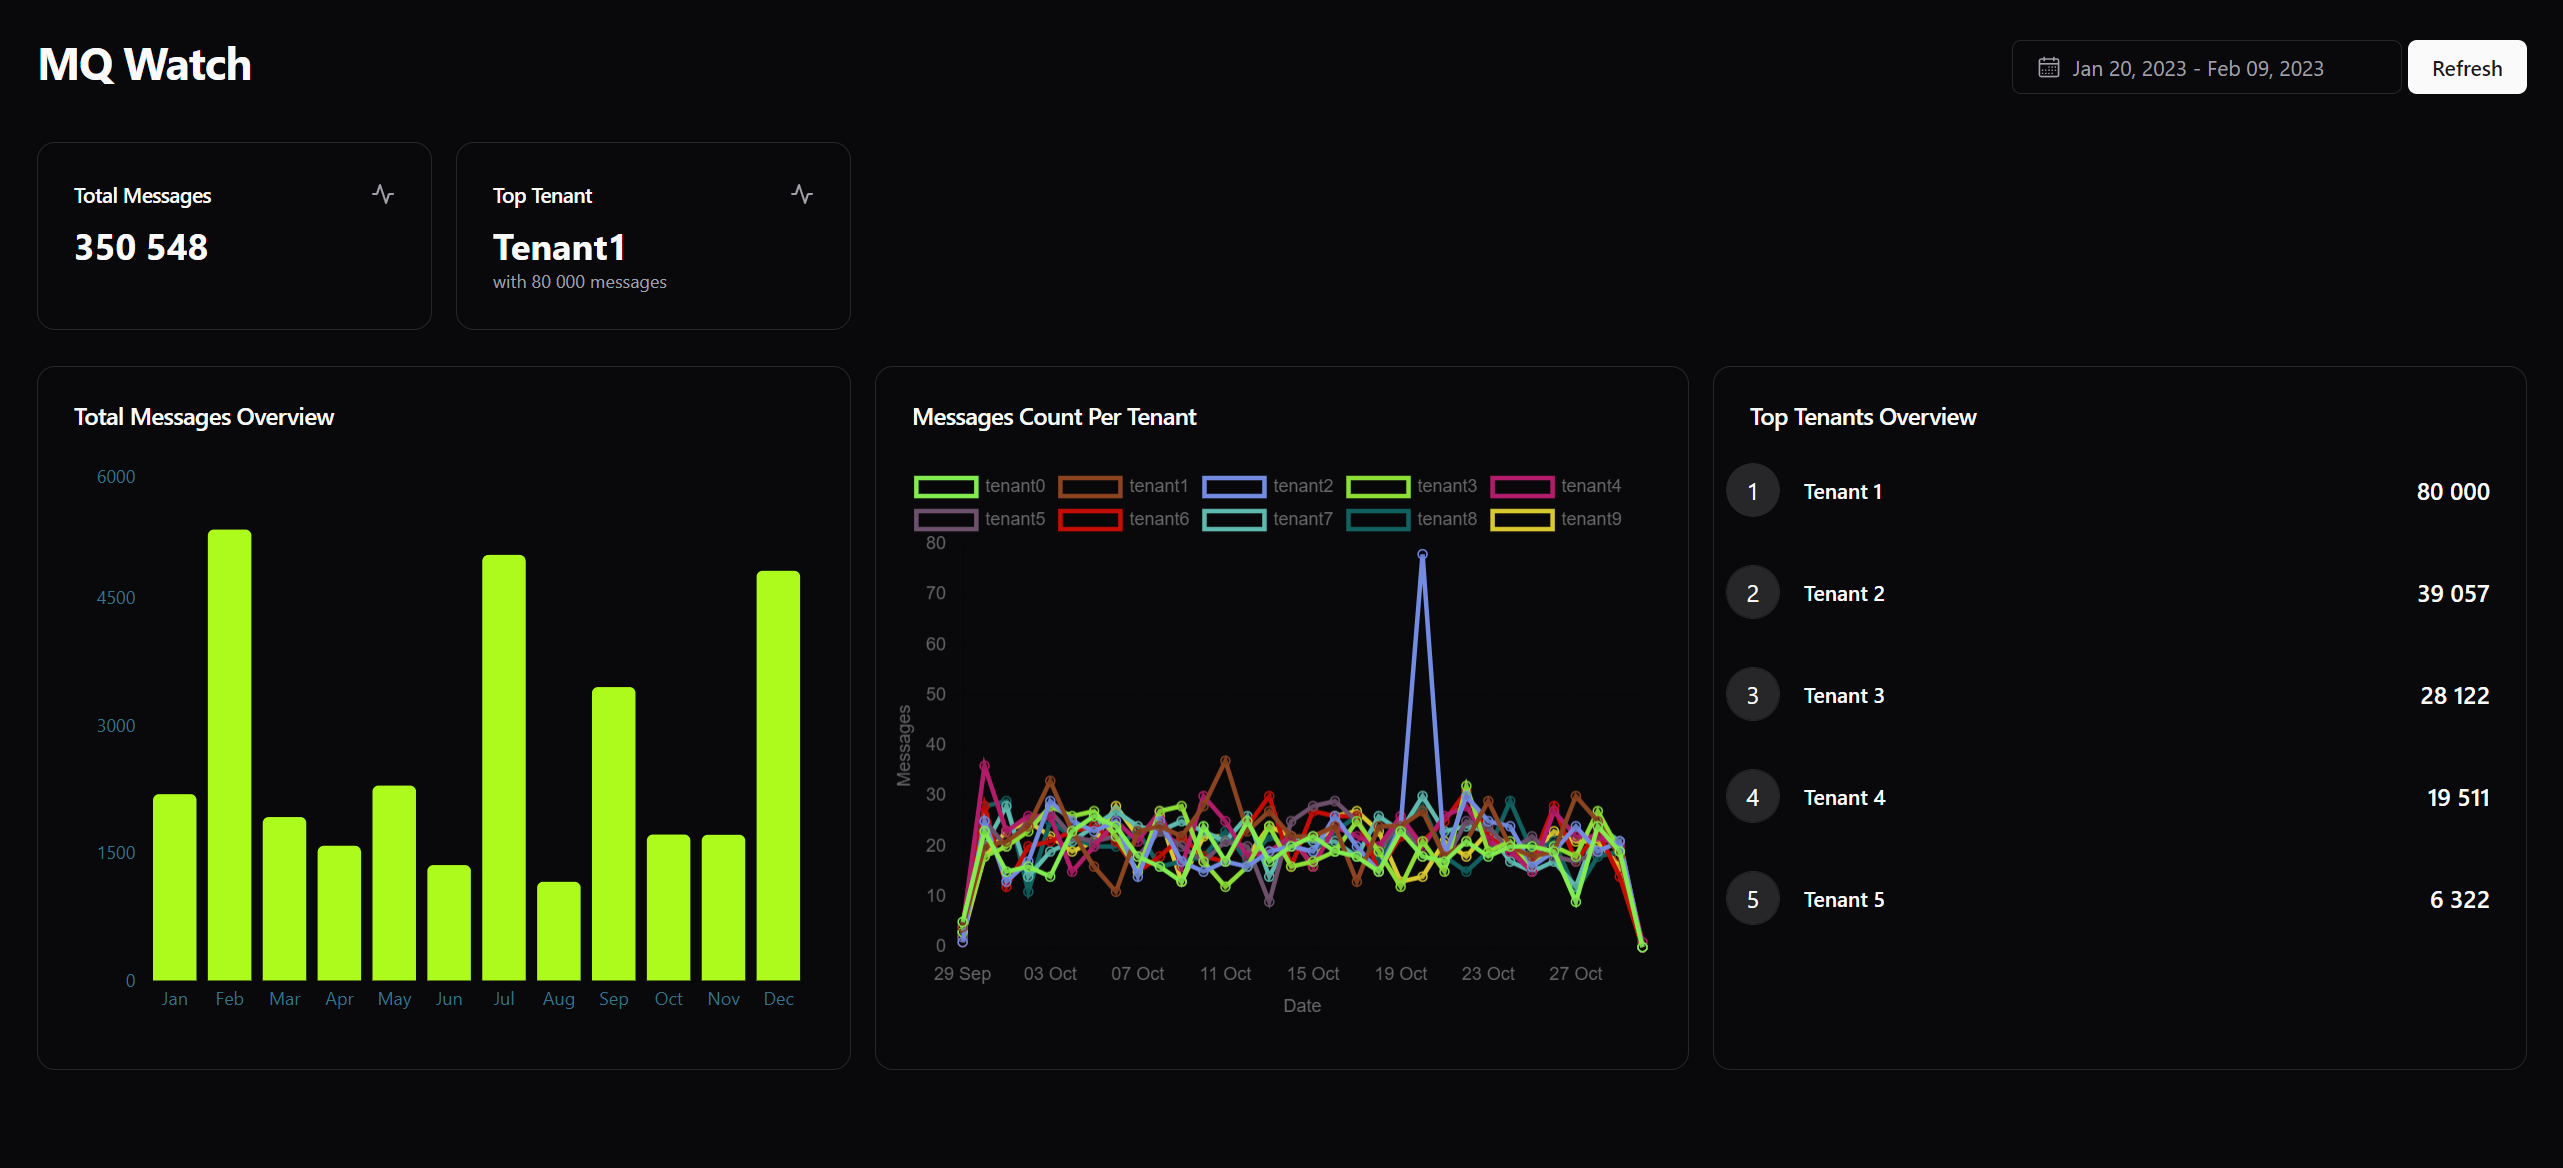 MQ Watch
Jan 20, 2023 - Feb 09, 2023
Refresh
Total Messages
350 548
Top Tenant
Tenant1
with 80 000 messages
Total Messages Overview
6000
4500
3000
1500
0
Jan Feb Mar Apr May Jun Jul Aug Sep Oct Nov Dec
Messages Count Per Tenant
tenant0 tenant1 tenant2 tenant3 tenant4
tenant5 tenant6 tenant7 tenant8 tenant9
80
70
60
50
40
30
20
10
0
Messages
29 Sep 03 Oct 07 Oct 11 Oct 15 Oct 19 Oct 23 Oct 27 Oct
Date
Top Tenants Overview
1 Tenant 1 80 000
2 Tenant 2 39 057
3 Tenant 3 28 122
4 Tenant 4 19 511
5 Tenant 5 6 322